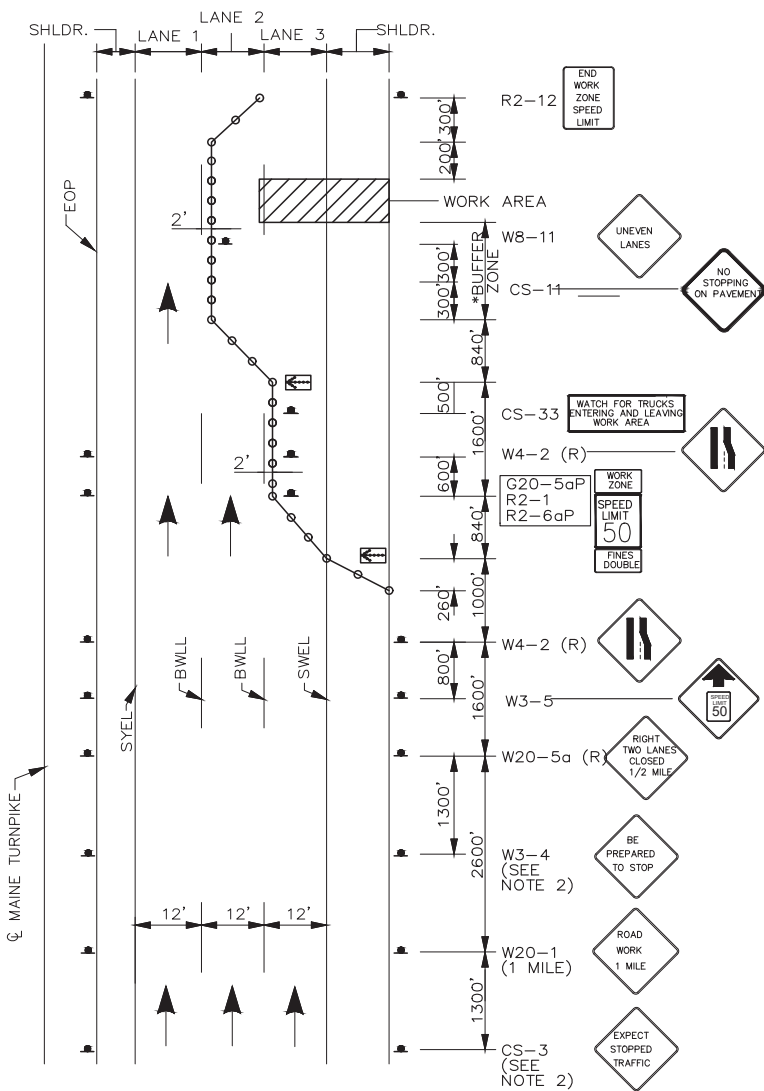 LANE 2
SHLDR.
LANE 1
LANE 3
SHLDR.
R2-12
END
WORK
ZONE
SPEED
LIMIT
300'
200'
EOP
WORK AREA
2'
W8-11
UNEVEN
LANES
300'
*BUFFER
ZONE
CS-11
NO
STOPPING
ON PAVEMENT
300'
840'
500'
CS-33
WATCH FOR TRUCKS
ENTERING AND LEAVING
WORK AREA
1600'
W4-2 (R)
2'
600'
G20-5aP
R2-1
R2-6aP
WORK
ZONE
SPEED
LIMIT
50
FINES
DOUBLE
840'
260'
1000'
W4-2 (R)
BWLL
BWLL
SWEL
800'
SYEL
1600'
W3-5
SPEED
LIMIT
50
W20-5a (R)
RIGHT
TWO LANES
CLOSED
1/2 MILE
1300'
2600'
W3-4
(SEE
NOTE 2)
BE
PREPARED
TO STOP
℄ MAINE TURNPIKE
12'
12'
12'
W20-1
(1 MILE)
ROAD
WORK
1 MILE
1300'
CS-3
(SEE
NOTE 2)
EXPECT
STOPPED
TRAFFIC